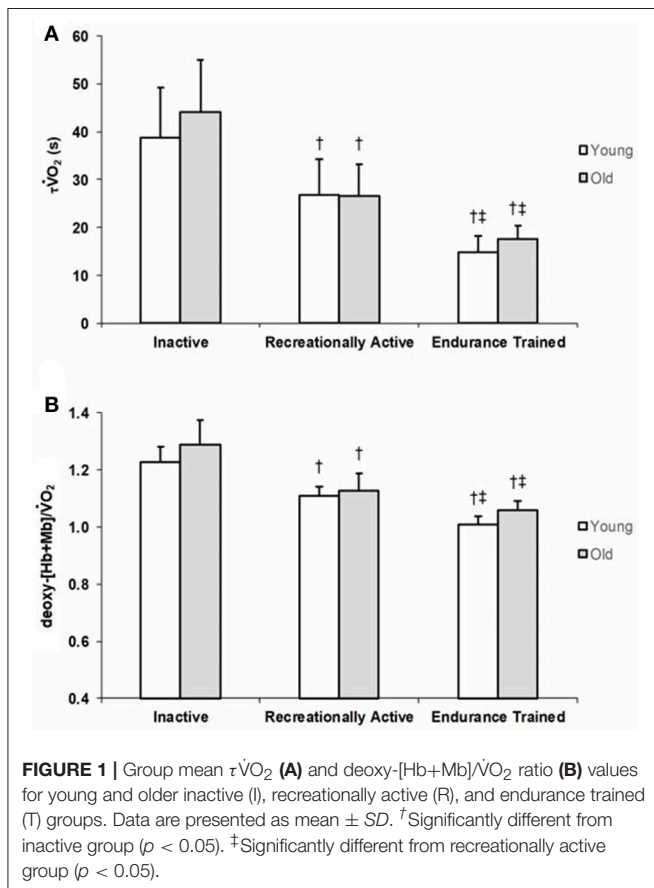 A
60
50
40
30
20
10
0
τV̇O₂ (s)
†
†
†‡
†‡
Young
Old
Inactive
Recreationally Active
Endurance Trained
B
1.4
1.2
1.0
0.8
0.6
0.4
deoxy-[Hb+Mb]/V̇O₂
†
†
†‡
†‡
Young
Old
Inactive
Recreationally Active
Endurance Trained
FIGURE 1 | Group mean τV̇O₂ (A) and deoxy-[Hb+Mb]/V̇O₂ ratio (B) values
for young and older inactive (I), recreationally active (R), and endurance trained
(T) groups. Data are presented as mean ± SD. †Significantly different from
inactive group (p < 0.05). ‡Significantly different from recreationally active
group (p < 0.05).